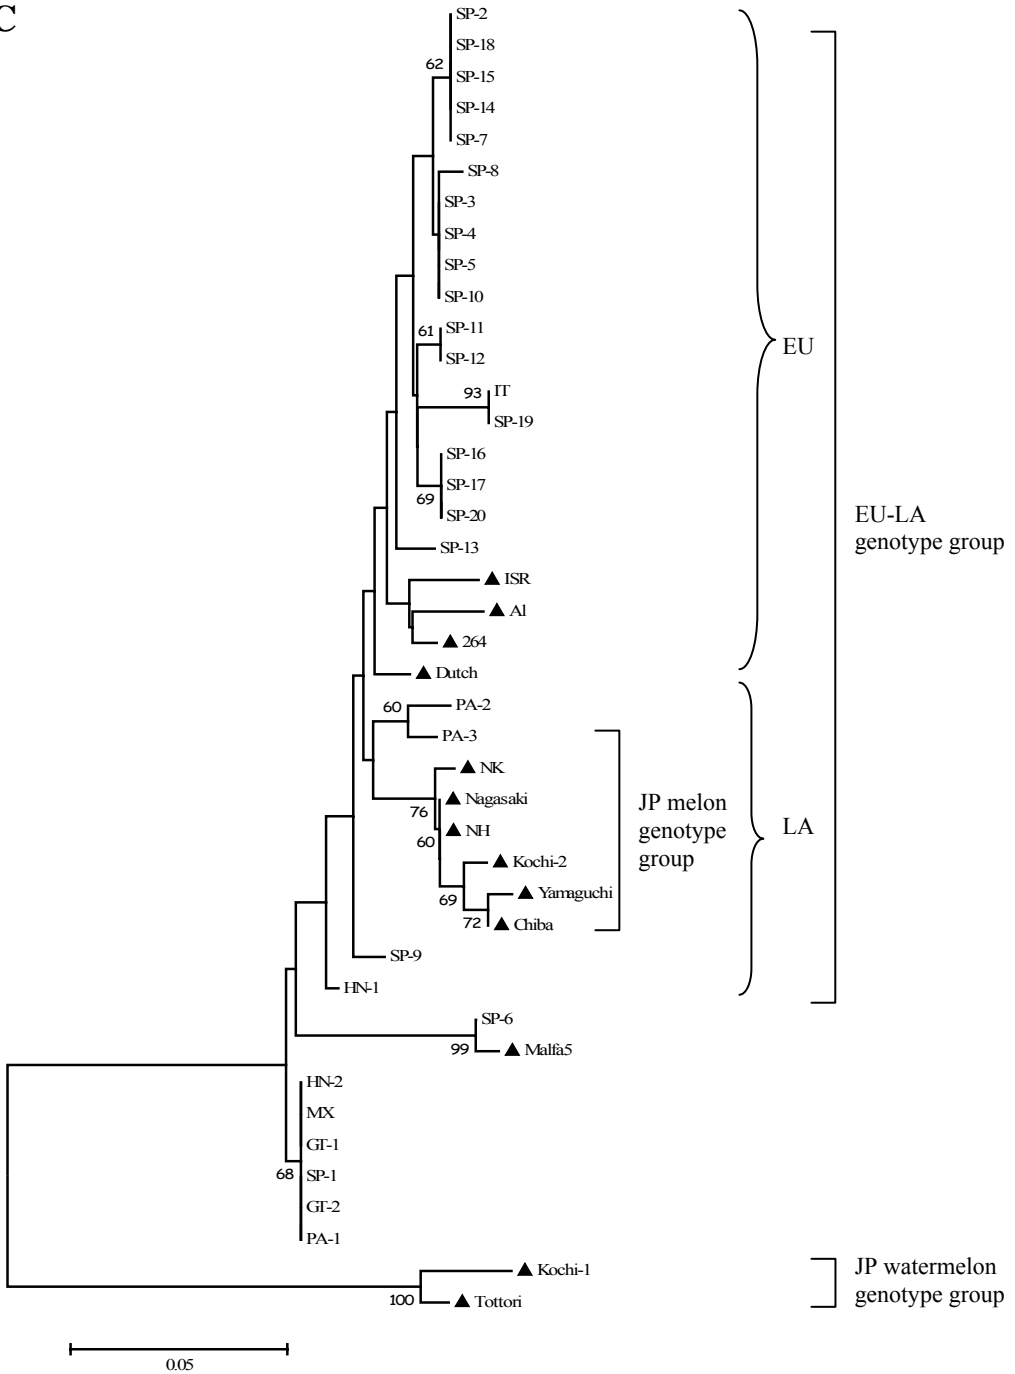 C
SP-2
SP-18
62
SP-15
SP-14
SP-7
SP-8
SP-3
SP-4
SP-5
SP-10
61
SP-11
SP-12
EU
93
IT
SP-19
SP-16
SP-17
69
SP-20
EU-LA
genotype group
SP-13
▲ ISR
▲ Al
▲ 264
▲ Dutch
60
PA-2
PA-3
▲ NK
▲ Nagasaki
76
▲ NH
60
JP melon
genotype
group
LA
▲ Kochi-2
69
▲ Yamaguchi
72
▲ Chiba
SP-9
HN-1
SP-6
99
▲ Malfa5
HN-2
MX
GT-1
68
SP-1
GT-2
PA-1
▲ Kochi-1
100
▲ Tottori
JP watermelon
genotype group
0.05